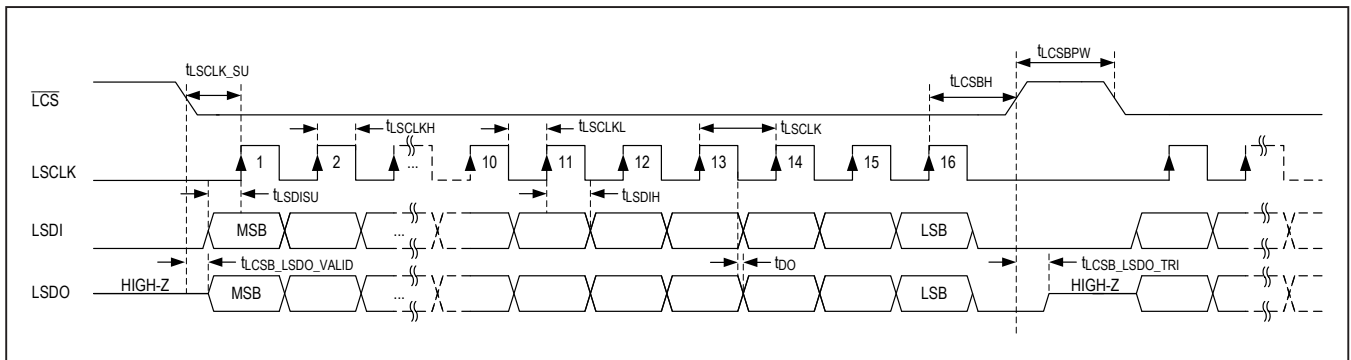 tLSCLK_SU
tLCSBPW
tLCSBH
LCS
tLSCLKH
tLSCLKL
tLSCLK
LSCLK
1
2
...
10
11
12
13
14
15
16
tLSDISU
tLSDIH
LSDI
MSB
...
LSB
tLCSB_LSDO_VALID
tDO
tLCSB_LSDO_TRI
LSDO
HIGH-Z
MSB
...
LSB
HIGH-Z